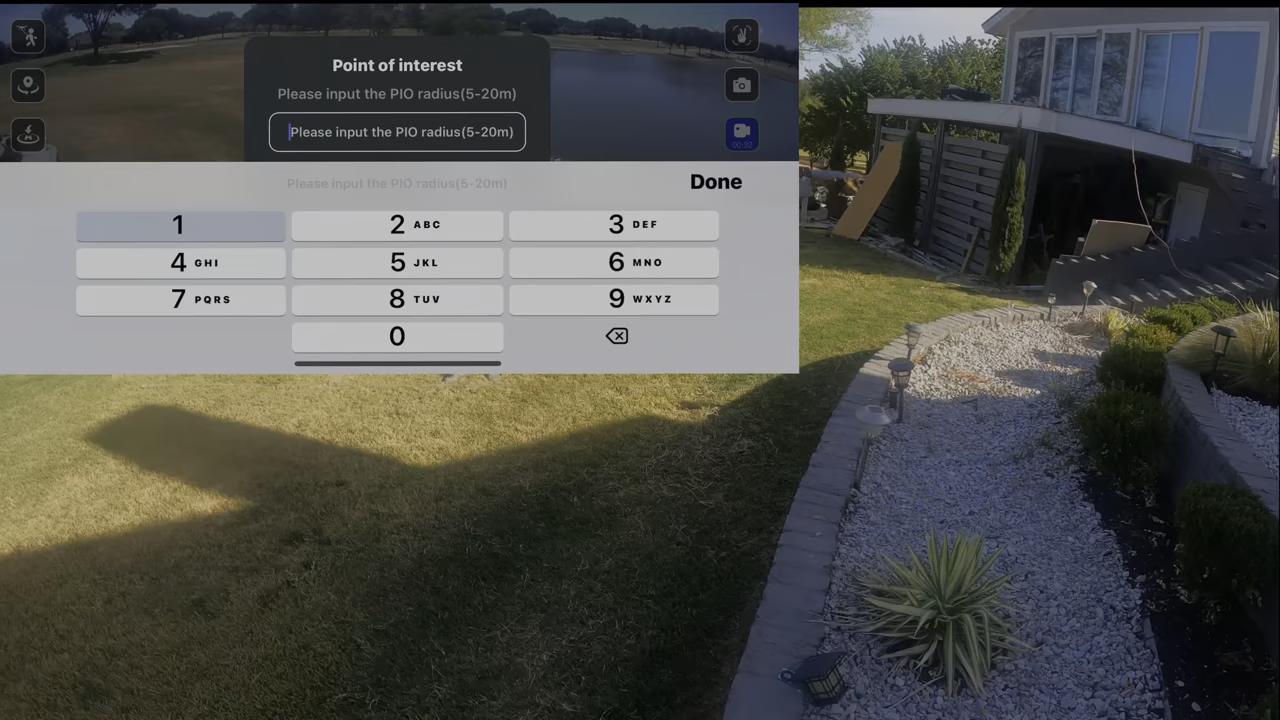 Point of interest
Please input the PIO radius(5-20m)
Please input the PIO radius(5-20m)
00:32
Please input the PIO radius(5-20m)
Done
1
2 ABC
3 DEF
4 GHI
5 JKL
6 MNO
7 PQRS
8 TUV
9 WXYZ
0